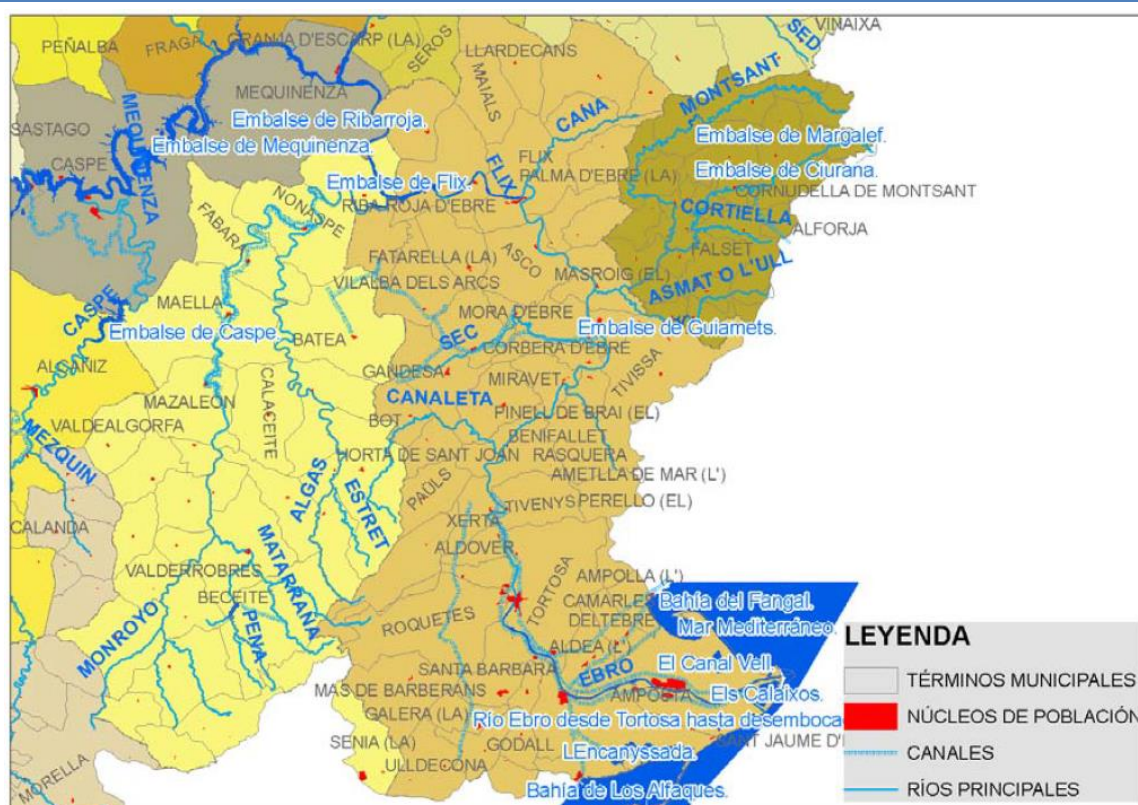 PEÑALBA
FRAGA
GRANJA D'ESCARP (LA)
SEROS
LLARDECANS
MAIALS
VINAIXA
SED
MONTSANT
MEQUINENZA
MEQUINENZA
SASTAGO
CASPE
Embalse de Ribarroja.
Embalse de Mequinenza.
CANA
FLIX
FLIX
PALMA D'EBRE (LA)
Embalse de Margalef.
Embalse de Ciurana.
CORNUDELLA DE MONTSANT
Embalse de Flix.
RIBA-ROJA D'EBRE
NONASPE
FABARA
CORTIELLA
ALFORJA
FALSET
ASCO
FATARELLA (LA)
VILALBA DELS ARCS
MASROIG (EL)
ASMAT O L'ULL
CASPE
MAELLA
Embalse de Caspe.
MORA D'EBRE
Embalse de Guiamets.
SEC
BATEA
CORBERA D'EBRE
GANDESA
MIRAVET
TIVISSA
ALCAÑIZ
CALACEITE
MAZALEON
CANALETA
BOT
PINELL DE BRAI (EL)
VALDEALGORFA
MEZQUIN
BENIFALLET
HORTA DE SANT JOAN
RASQUERA
AMETLLA DE MAR (L')
PAÜLS
ALGAS
ESTRET
TIVENYS
PERELLO (EL)
CALANDA
XERTA
ALDOVER
MATARRANA
VALDERROBRES
BECEITE
PENA
MONROYO
TORTOSA
AMPOLLA (L')
CAMARLES
DELTEBRE
Bahía del Fangal.
Mar Mediterráneo.
ROQUETES
ALDEA (L')
EBRO
El Canal Vell.
SANTA BARBARA
AMPOSTA
Els Calaixos.
MAS DE BARBERANS
GALERA (LA)
Río Ebro desde Tortosa hasta desemboca
SANT JAUME D'
SENIA (LA)
GODALL
LEncanyssada.
ULLDECONA
Bahía de Los Alfaques.
MORELLA
LEYENDA
TÉRMINOS MUNICIPALES
NÚCLEOS DE POBLACIÓN
CANALES
RÍOS PRINCIPALES